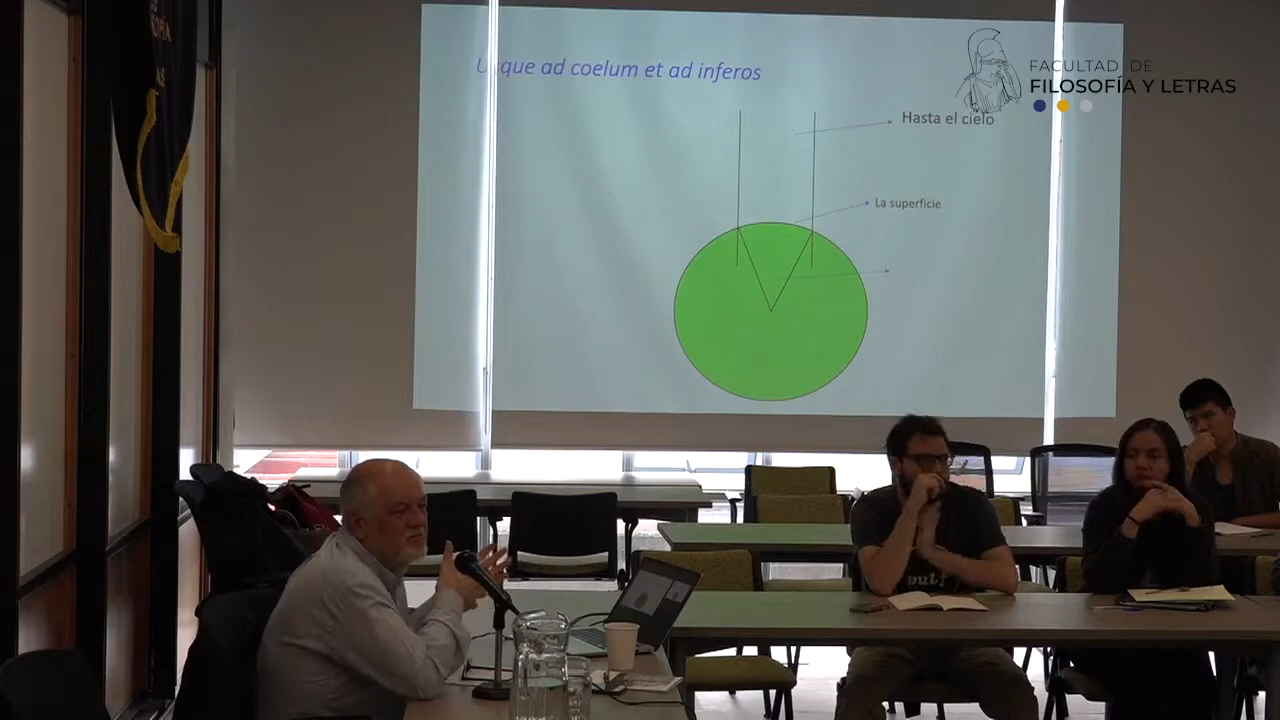 Usque ad coelum et ad inferos
FACULTAD DE
FILOSOFÍA Y LETRAS
Hasta el cielo
La superficie